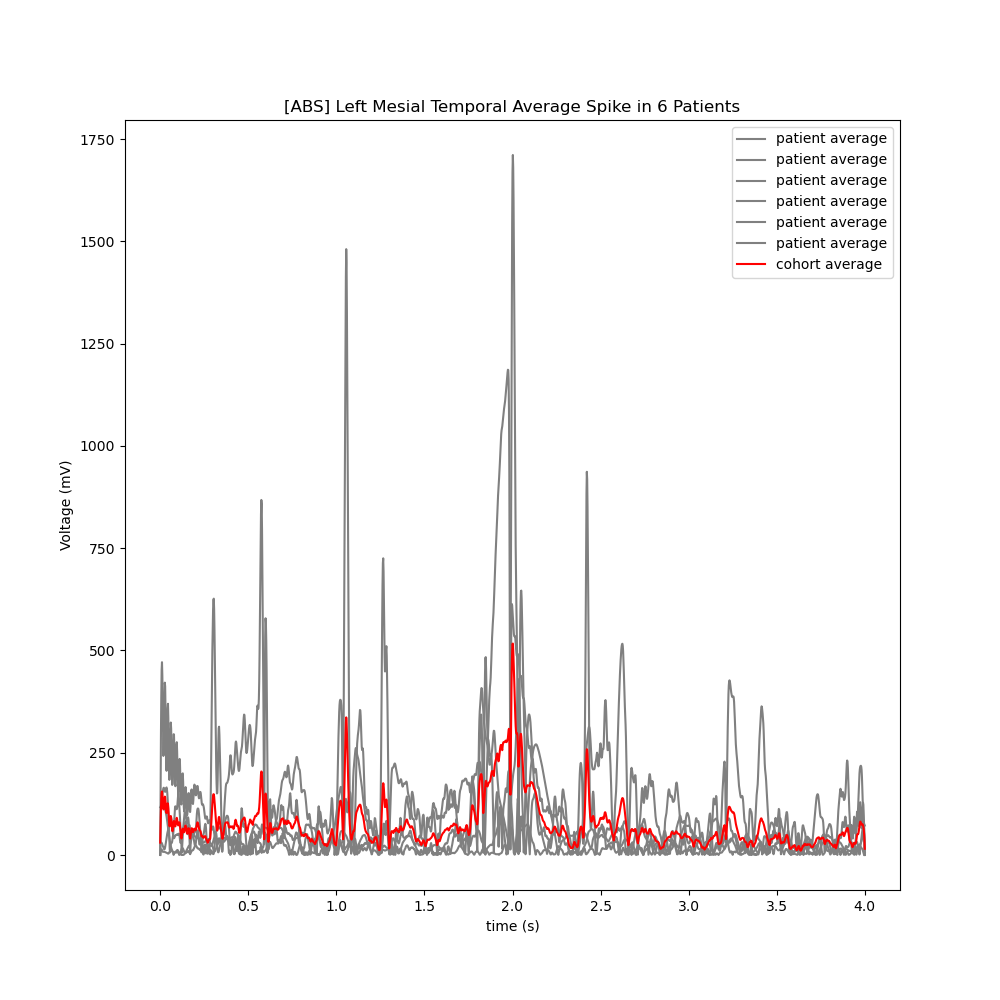 [ABS] Left Mesial Temporal Average Spike in 6 Patients
patient average
patient average
patient average
patient average
patient average
patient average
cohort average
Voltage (mV)
1750
1500
1250
1000
750
500
250
0
0.0 0.5 1.0 1.5 2.0 2.5 3.0 3.5 4.0
time (s)